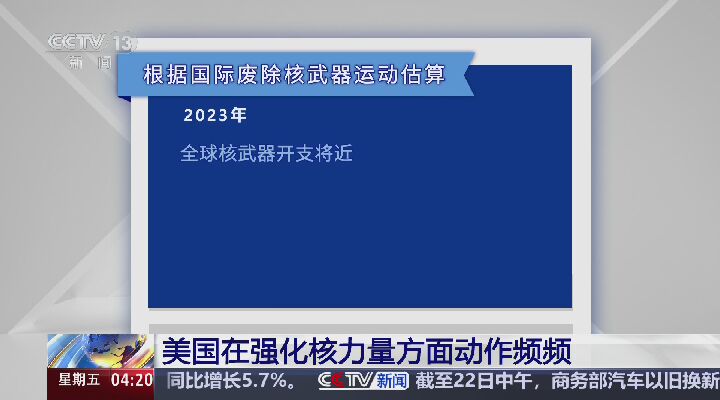 CCTV 13
新闻
根据国际废除核武器运动估算
2023年
全球核武器开支将近
美国在强化核力量方面动作频频
星期五 04:20 同比增长5.7%。 CCTV新闻 截至22日中午，商务部汽车以旧换新